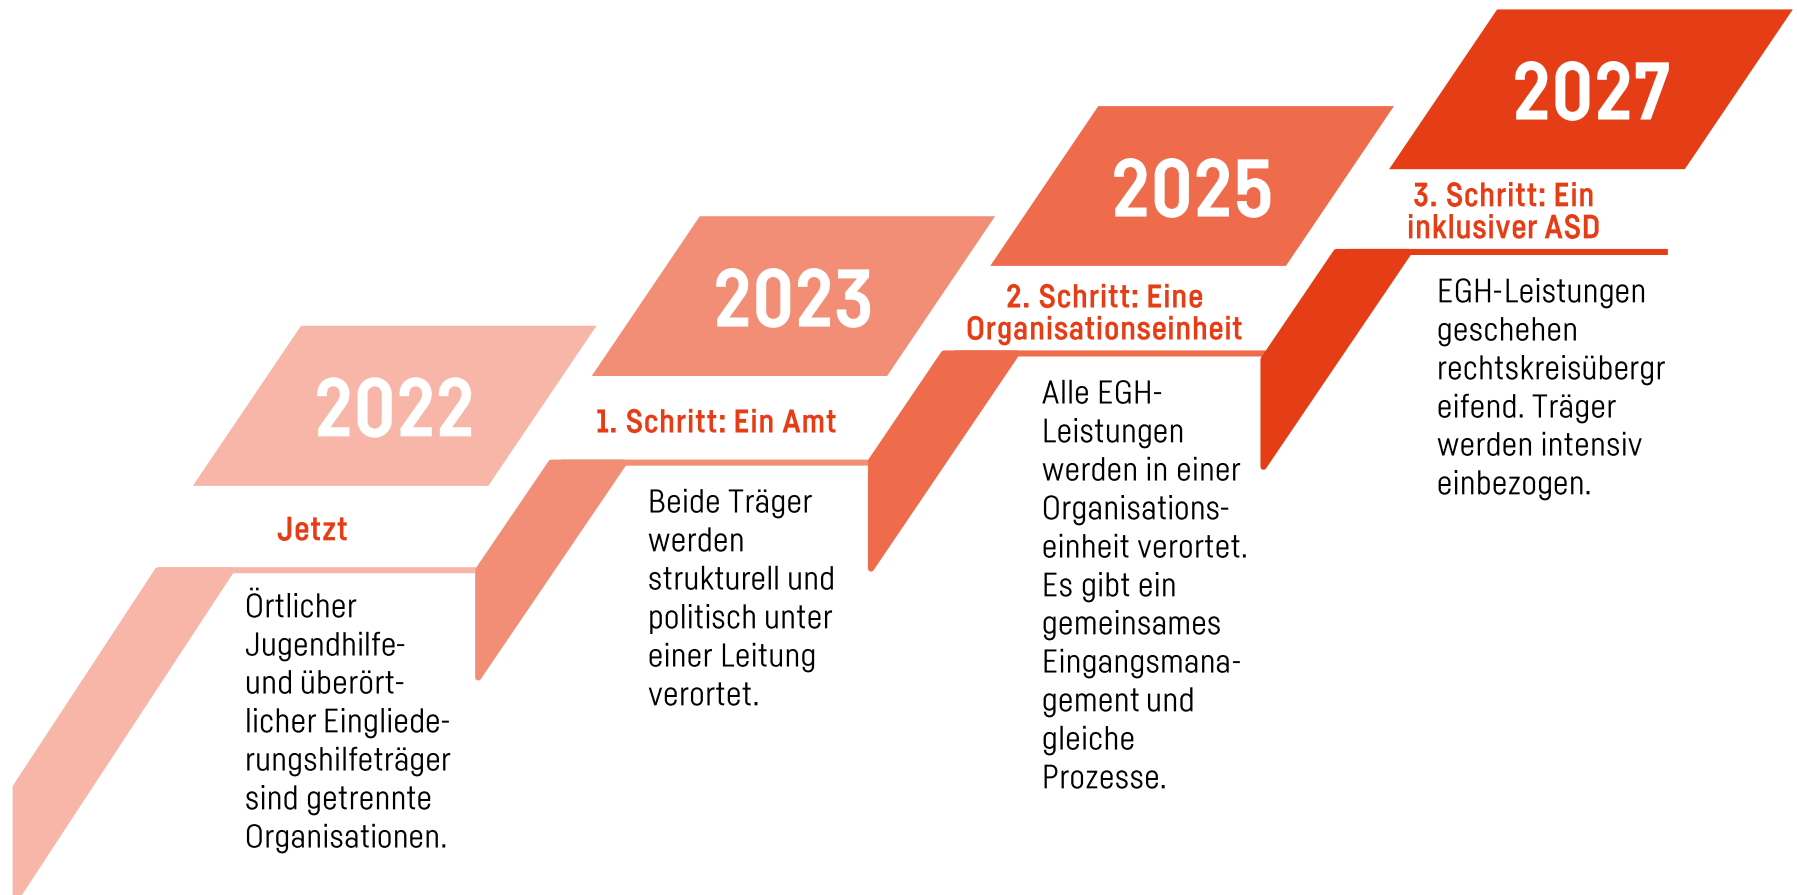 2022
Jetzt
Örtlicher
Jugendhilfe-
und überört-
licher Eingliede-
rungshilfeträger
sind getrennte
Organisationen.
2023
1. Schritt: Ein Amt
Beide Träger
werden
strukturell und
politisch unter
einer Leitung
verortet.
2025
2. Schritt: Eine
Organisationseinheit
Alle EGH-
Leistungen
werden in einer
Organisations-
einheit verortet.
Es gibt ein
gemeinsames
Eingangsmana-
gement und
gleiche
Prozesse.
2027
3. Schritt: Ein
inklusiver ASD
EGH-Leistungen
geschehen
rechtskreisübergr
eifend. Träger
werden intensiv
einbezogen.